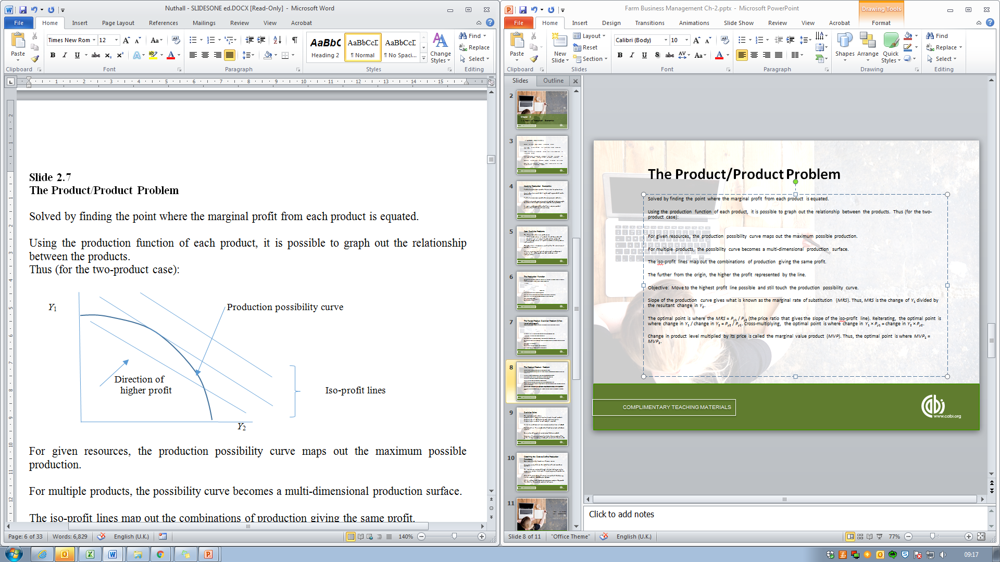 Nuthall - SLIDESONE ed.DOCX [Read-Only] - Microsoft Word
File Home Insert Page Layout References Mailings Review View Acrobat
Paste
Clipboard
Times New Rom 12
Font
Paragraph
AaBbC AaBbCcI AaBbCcI
Heading 2 ¶ Normal ¶ No Spaci...
Change Styles
Styles
Find
Replace
Select
Editing
Slide 2.7
The Product/Product Problem
Solved by finding the point where the marginal profit from each product is equated.
Using the production function of each product, it is possible to graph out the relationship
between the products.
Thus (for the two-product case):
Y1
Production possibility curve
Direction of
higher profit
Iso-profit lines
Y2
For given resources, the production possibility curve maps out the maximum possible
production.
For multiple products, the possibility curve becomes a multi-dimensional production surface.
The iso-profit lines map out the combinations of production giving the same profit.
Page: 6 of 33 Words: 6,829 English (U.K.) 140%
Farm Business Management Ch-2.pptx - Microsoft PowerPoint
Drawing Tools
File Home Insert Design Transitions Animations Slide Show Review View Acrobat Format
Paste
Clipboard
New Slide
Layout
Reset
Section
Slides
Calibri (Body) 10
Font
Paragraph
Shapes Arrange Quick Styles
Drawing
Find
Replace
Select
Editing
Slides Outline
2
3
4
5
6
7
8
9
10
11
The Product/Product Problem
Solved by finding the point where the marginal profit from each product is equated.
Using the production function of each product, it is possible to graph out the relationship between the products. Thus (for the two-
product case):
For given resources, the production possibility curve maps out the maximum possible production.
For multiple products, the possibility curve becomes a multi-dimensional production surface.
The iso-profit lines map out the combinations of production giving the same profit.
The further from the origin, the higher the profit represented by the line.
Objective: Move to the highest profit line possible and still touch the production possibility curve.
Slope of the production curve gives what is known as the marginal rate of substitution (MRS). Thus, MRS is the change of Y1 divided by
the resultant change in Y2.
The optimal point is where the MRS = Py1 / Py2 (the price ratio that gives the slope of the iso-profit line). Reiterating, the optimal point is
where change in Y1 / change in Y2 = Py2 / Py1. Cross-multiplying, the optimal point is where change in Y1 × Py1 = change in Y2 × Py2.
Change in product level multiplied by its price is called the marginal value product (MVP). Thus, the optimal point is where MVP1 =
MVP2.
COMPLIMENTARY TEACHING MATERIALS
cabi
www.cabi.org
Click to add notes
Slide 8 of 11 "Office Theme" English (U.K.) 77%
09:17